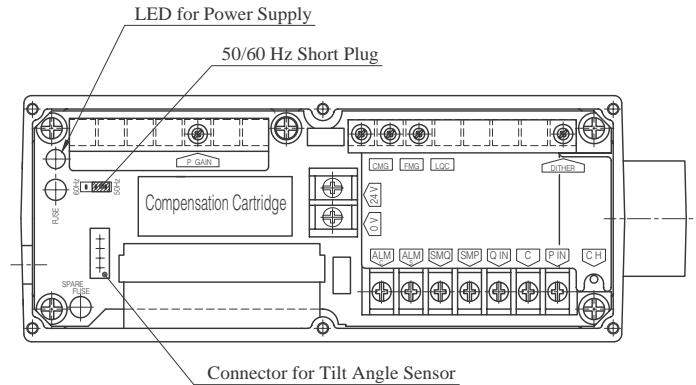 LED for Power Supply
50/60 Hz Short Plug
P GAIN
CMG FMG LQC
DITHER
60Hz
50Hz
FUSE
Compensation Cartridge
24 V
0 V
ALM ALM SMQ SMP Q IN C P IN C H
SPARE
FUSE
Connector for Tilt Angle Sensor